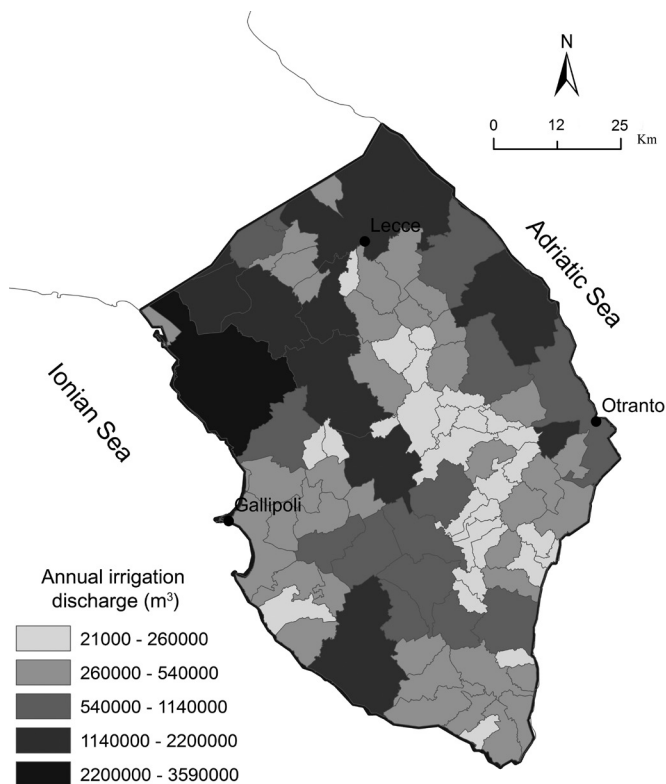 N
0 12 25
Km
Lecce
Adriatic Sea
Ionian Sea
Otranto
Gallipoli
Annual irrigation
discharge (m³)
21000 - 260000
260000 - 540000
540000 - 1140000
1140000 - 2200000
2200000 - 3590000